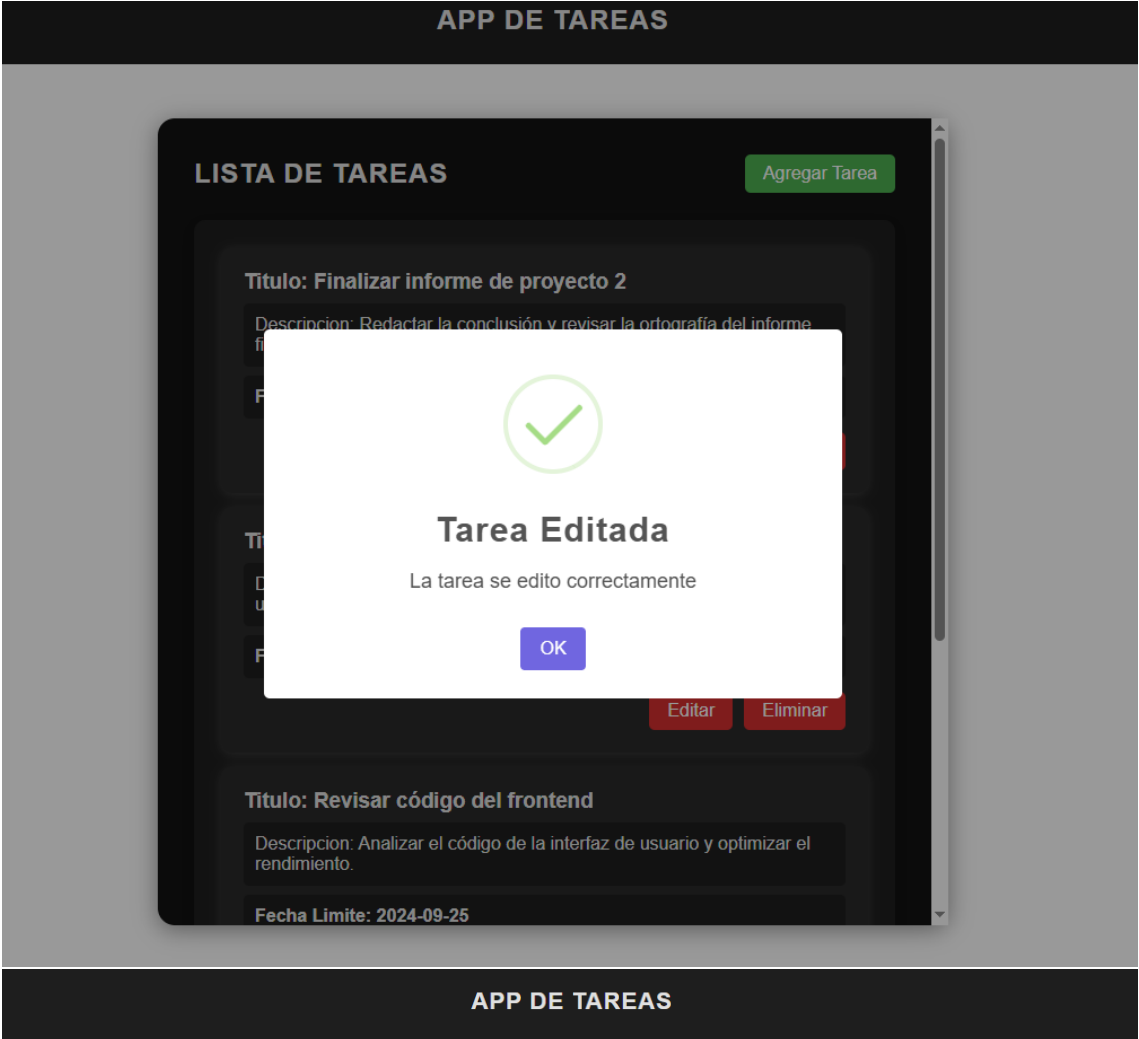 APP DE TAREAS
LISTA DE TAREAS
Agregar Tarea
Titulo: Finalizar informe de proyecto 2
Descripcion: Redactar la conclusión y revisar la ortografía del informe
Tarea Editada
La tarea se edito correctamente
OK
Editar
Eliminar
Titulo: Revisar código del frontend
Descripcion: Analizar el código de la interfaz de usuario y optimizar el
rendimiento.
Fecha Limite: 2024-09-25
APP DE TAREAS